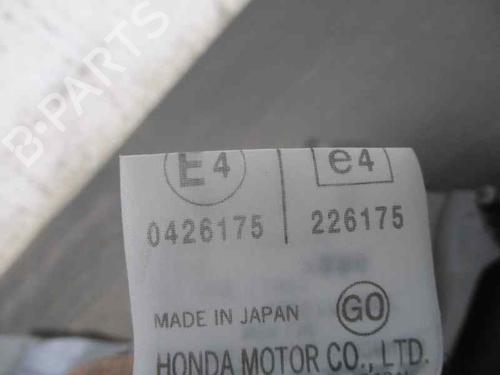 B-PARTS
E4 e4
0426175 226175
MADE IN JAPAN GO
HONDA MOTOR CO., LTD.